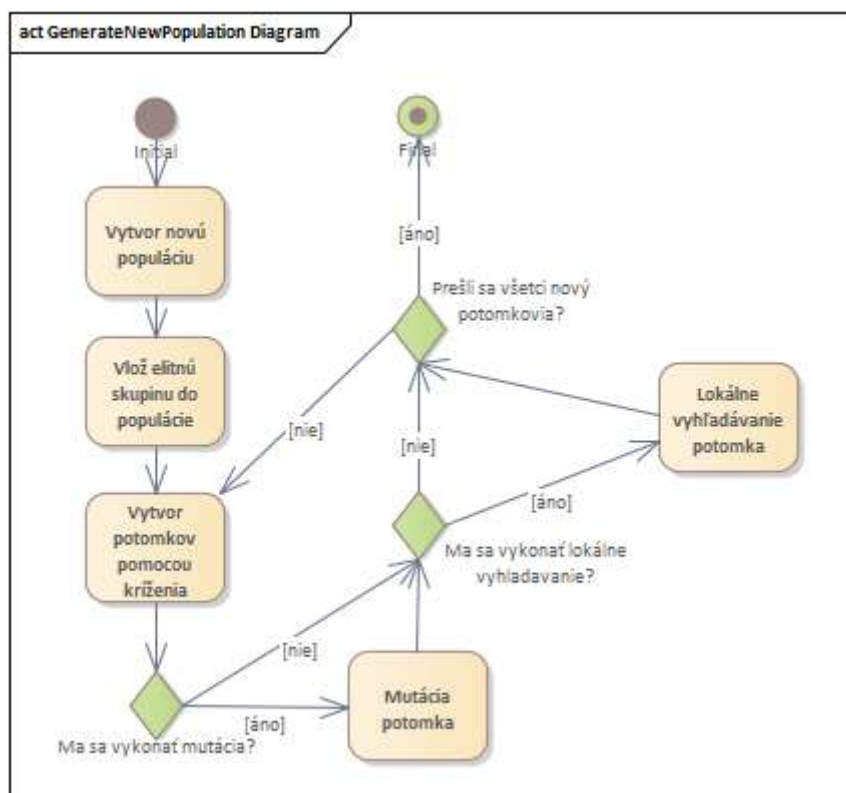 act GenerateNewPopulation Diagram
Initial
Final
Vytvor novú
populáciu
[áno]
Prešli sa všetci nový
potomkovia?
Vlož elitnú
skupinu do
populácie
Lokálne
vyhľadávanie
potomka
[nie]
[nie]
[áno]
Vytvor
potomkov
pomocou
kríženia
Ma sa vykonať lokálne
vyhladavanie?
[nie]
Mutácia
potomka
[áno]
Ma sa vykonať mutácia?